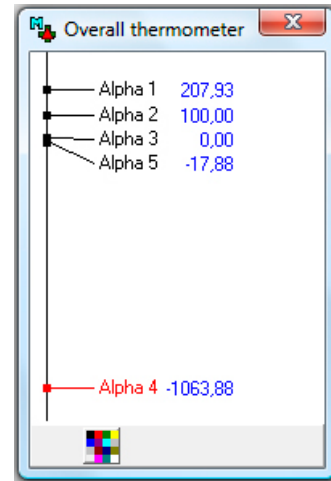 Overall thermometer
Alpha 1 207,93
Alpha 2 100,00
Alpha 3 0,00
Alpha 5 -17,88
Alpha 4 -1063,88